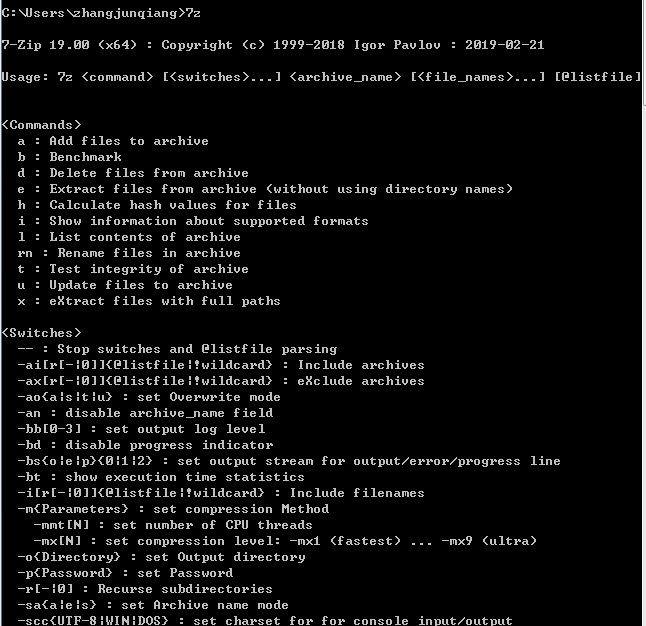 C:\Users\zhangjunqiang>7z
7-Zip 19.00 (x64) : Copyright (c) 1999-2018 Igor Pavlov : 2019-02-21
Usage: 7z <command> [<switches>...] <archive_name> [<file_names>...] [@listfile]
<Commands>
a : Add files to archive
b : Benchmark
d : Delete files from archive
e : Extract files from archive (without using directory names)
h : Calculate hash values for files
i : Show information about supported formats
l : List contents of archive
rn : Rename files in archive
t : Test integrity of archive
u : Update files to archive
x : eXtract files with full paths
<Switches>
-- : Stop switches and @listfile parsing
-ai[r[-|0]]{@listfile|!wildcard} : Include archives
-ax[r[-|0]]{@listfile|!wildcard} : eXclude archives
-ao{a|s|t|u} : set Overwrite mode
-an : disable archive_name field
-bb[0-3] : set output log level
-bd : disable progress indicator
-bs{o|e|p}{0|1|2} : set output stream for output/error/progress line
-bt : show execution time statistics
-i[r[-|0]]{@listfile|!wildcard} : Include filenames
-m{Parameters} : set compression Method
-mmt[N] : set number of CPU threads
-mx[N] : set compression level: -mx1 (fastest) ... -mx9 (ultra)
-o{Directory} : set Output directory
-p{Password} : set Password
-r[-|0] : Recurse subdirectories
-sa{a|e|s} : set Archive name mode
-scc{UTF-8|WIN|DOS} : set charset for for console input/output